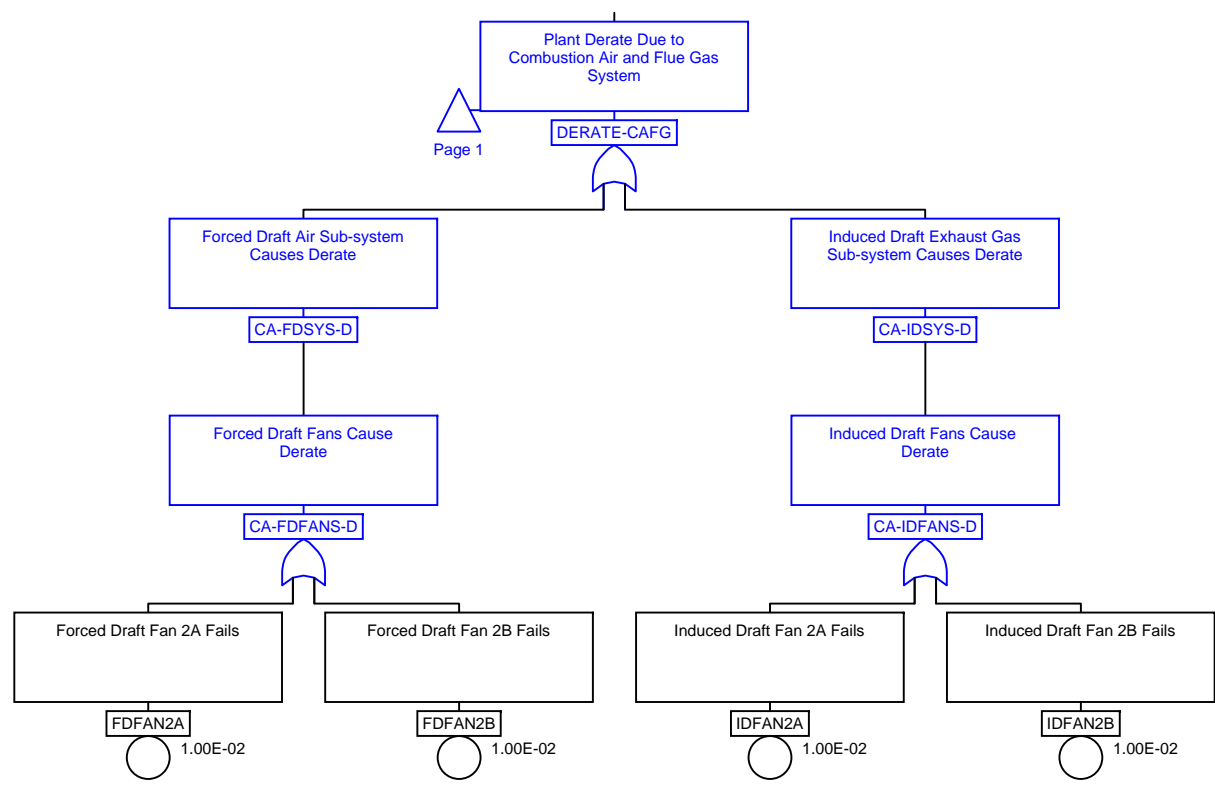 Plant Derate Due to
Combustion Air and Flue Gas
System
Page 1
DERATE-CAFG
Forced Draft Air Sub-system
Causes Derate
CA-FDSYS-D
Induced Draft Exhaust Gas
Sub-system Causes Derate
CA-IDSYS-D
Forced Draft Fans Cause
Derate
CA-FDFANS-D
Induced Draft Fans Cause
Derate
CA-IDFANS-D
Forced Draft Fan 2A Fails
FDFAN2A
1.00E-02
Forced Draft Fan 2B Fails
FDFAN2B
1.00E-02
Induced Draft Fan 2A Fails
IDFAN2A
1.00E-02
Induced Draft Fan 2B Fails
IDFAN2B
1.00E-02